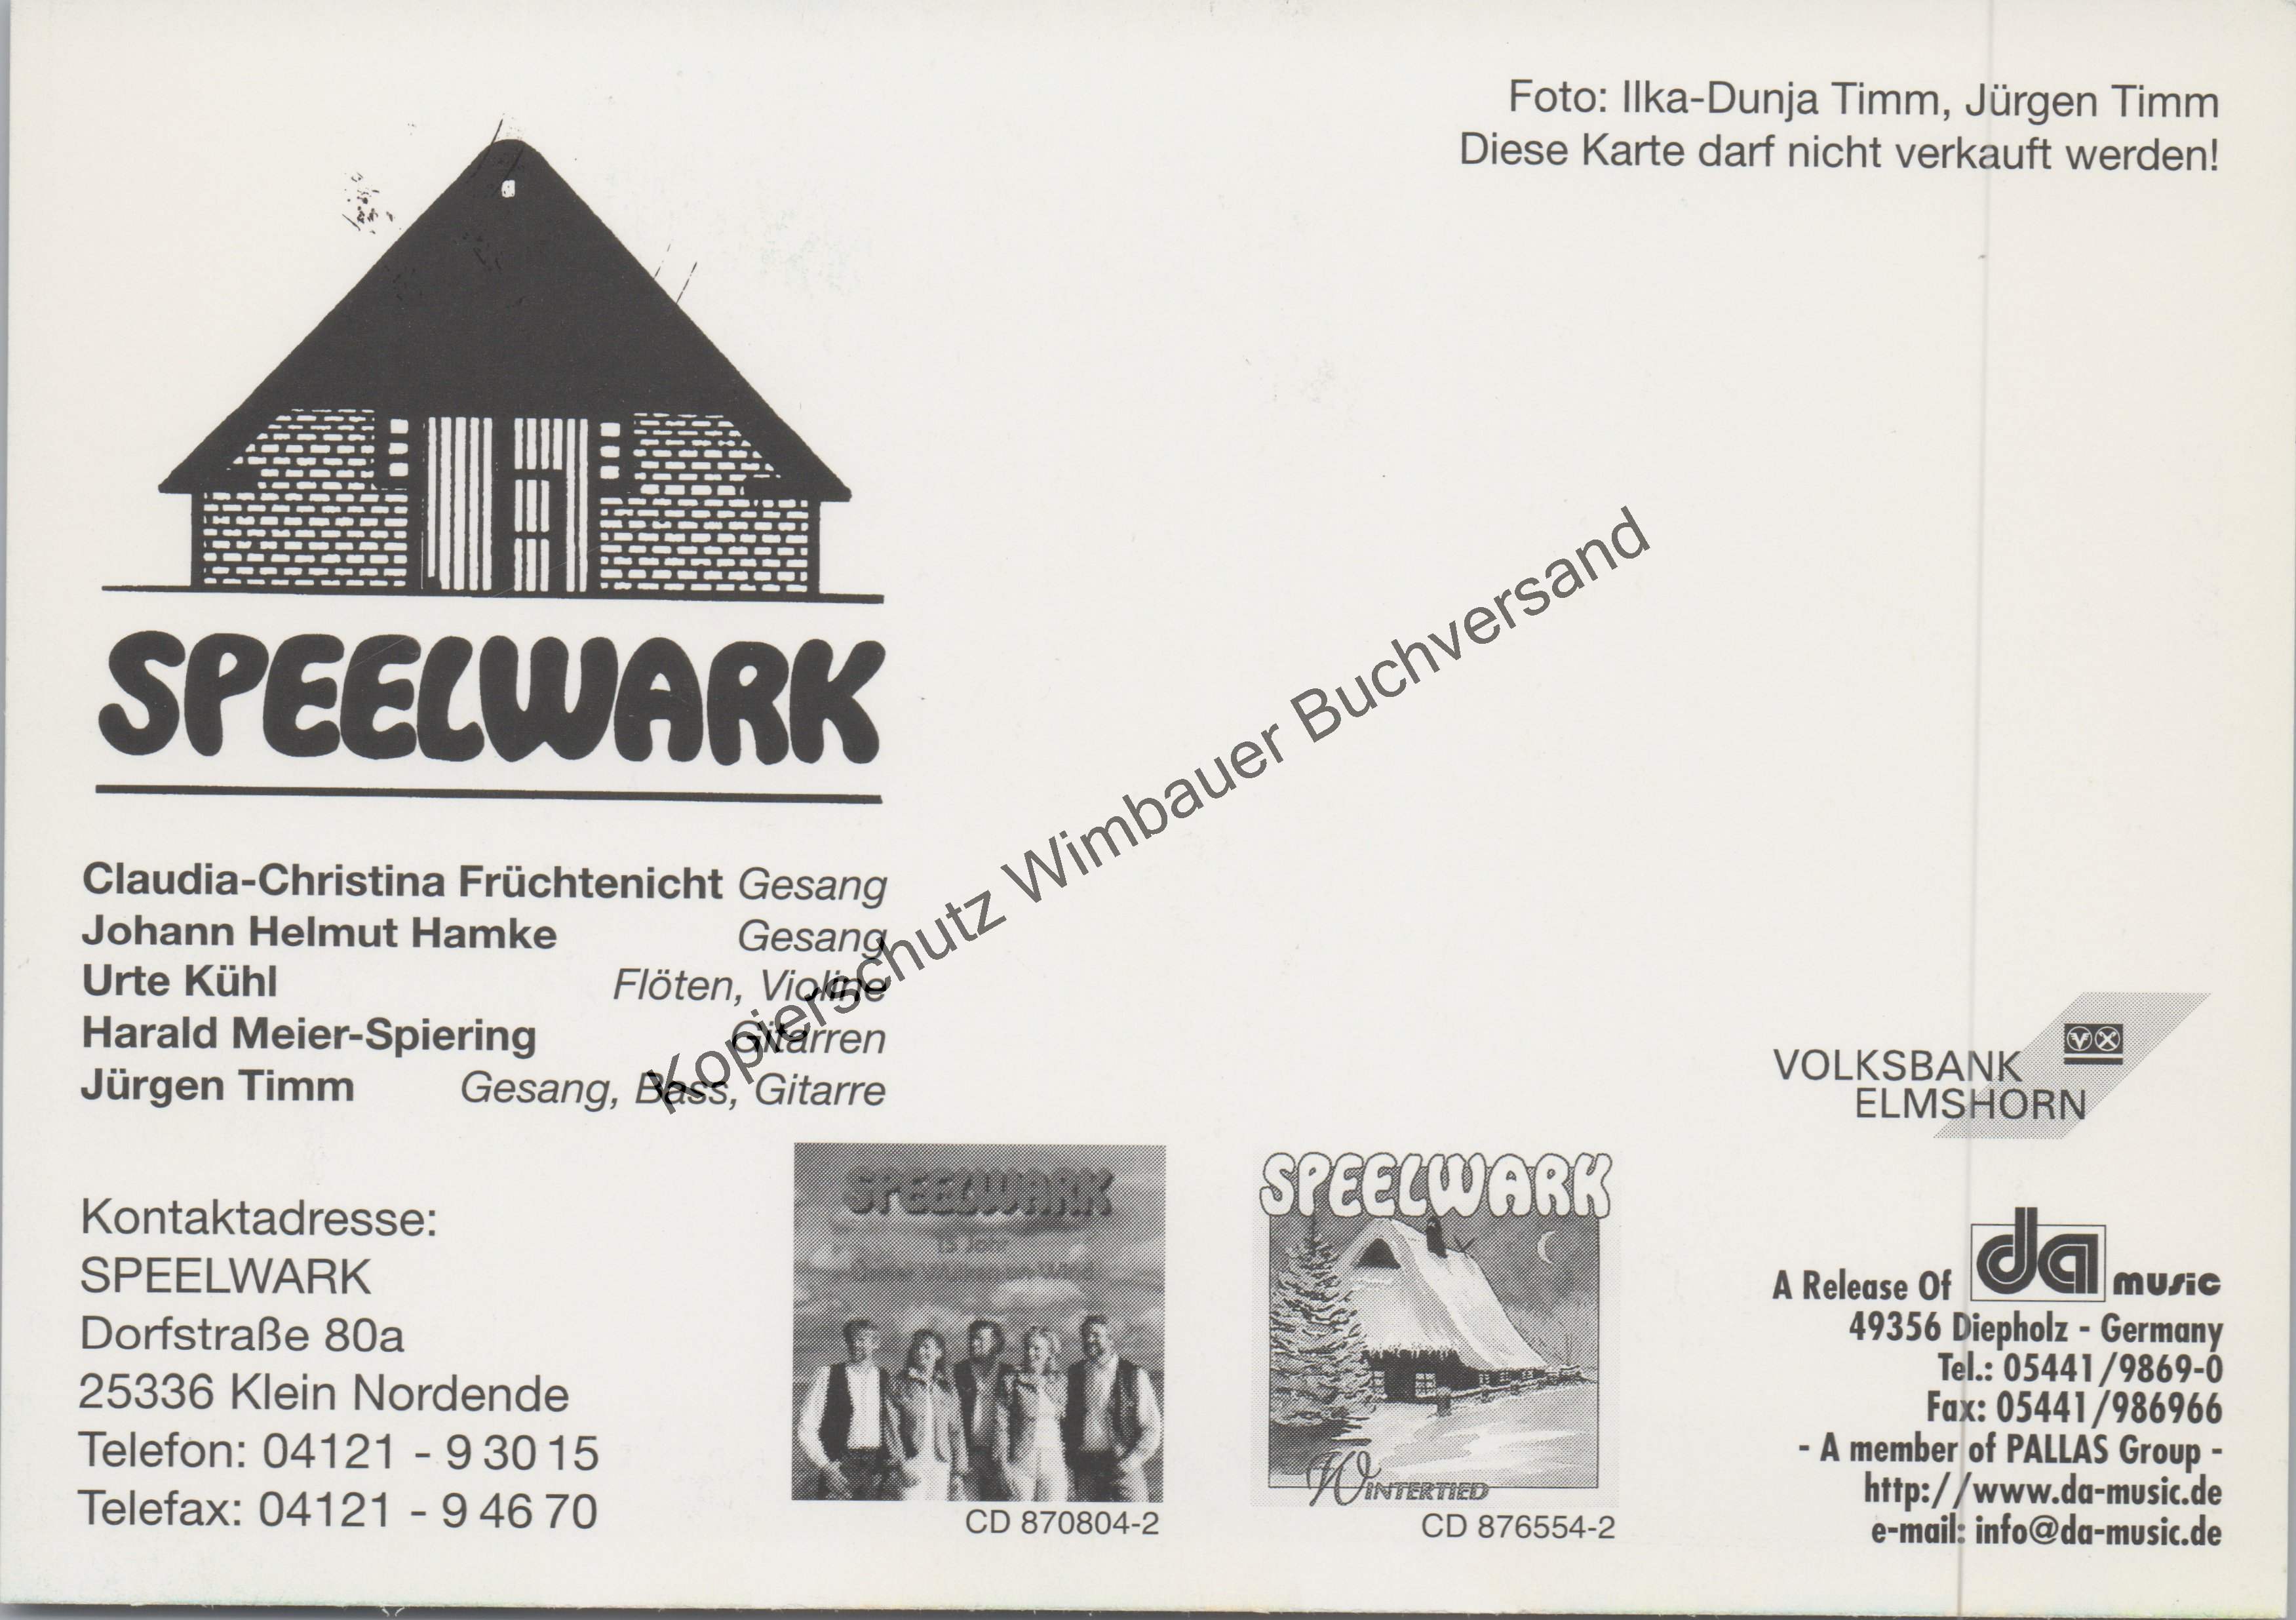 Foto: Ilka-Dunja Timm, Jürgen Timm
Diese Karte darf nicht verkauft werden!
SPEELWARK
Claudia-Christina Früchtenicht Gesang
Johann Helmut Hamke Gesang
Urte Kühl Flöten, Violine
Harald Meier-Spiering Gitarren
Jürgen Timm Gesang, Bass, Gitarre
Kopierschutz Wimbauer Buchversand
Kontaktadresse:
SPEELWARK
Dorfstraße 80a
25336 Klein Nordende
Telefon: 04121 - 9 30 15
Telefax: 04121 - 9 46 70
SPEELWARK
15 Johr
CD 870804-2
SPEELWARK
WINTERTIED
CD 876554-2
VOLKSBANK
ELMSHORN
A Release Of da music
49356 Diepholz - Germany
Tel.: 05441/9869-0
Fax: 05441/986966
- A member of PALLAS Group -
http://www.da-music.de
e-mail: info@da-music.de